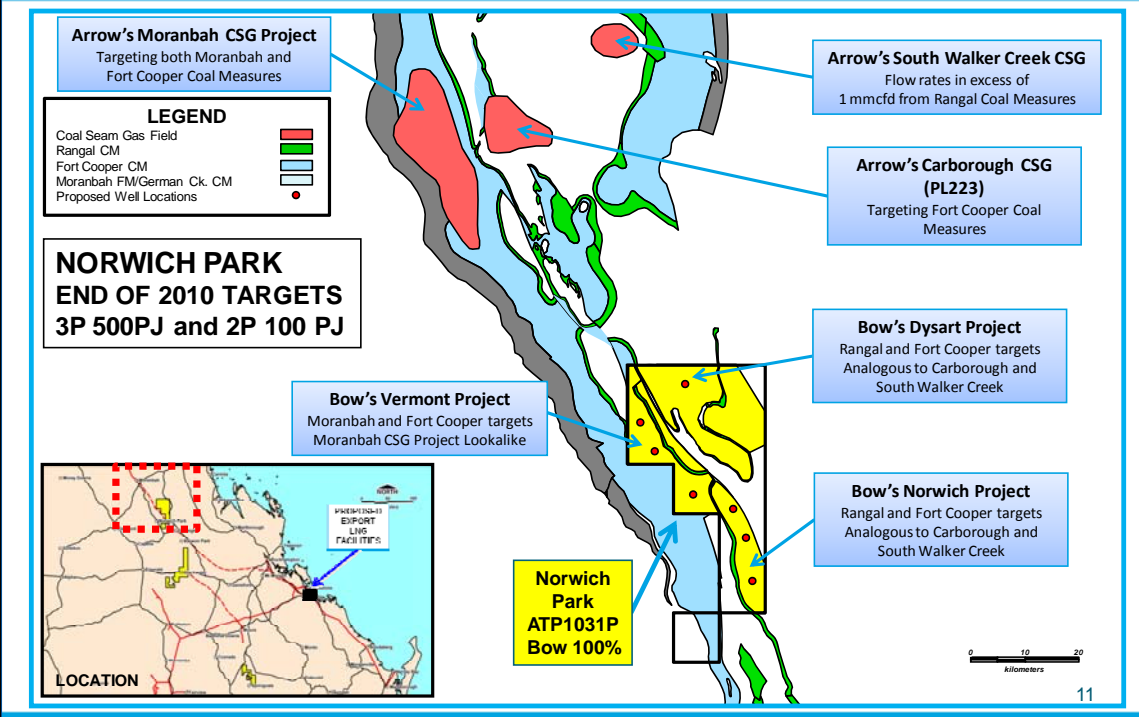 Arrow's Moranbah CSG Project
Targeting both Moranbah and
Fort Cooper Coal Measures
Arrow's South Walker Creek CSG
Flow rates in excess of
1 mmcfd from Rangal Coal Measures
LEGEND
Coal Seam Gas Field
Rangal CM
Fort Cooper CM
Moranbah FM/German Ck. CM
Proposed Well Locations
Arrow's Carborough CSG
(PL223)
Targeting Fort Cooper Coal
Measures
NORWICH PARK
END OF 2010 TARGETS
3P 500PJ and 2P 100 PJ
Bow's Dysart Project
Rangal and Fort Cooper targets
Analogous to Carborough and
South Walker Creek
Bow's Vermont Project
Moranbah and Fort Cooper targets
Moranbah CSG Project Lookalike
Bow's Norwich Project
Rangal and Fort Cooper targets
Analogous to Carborough and
South Walker Creek
NORTH
PROPOSED
EXPORT
LNG
FACILITIES
LOCATION
Norwich
Park
ATP1031P
Bow 100%
0 10 20
kilometers
11